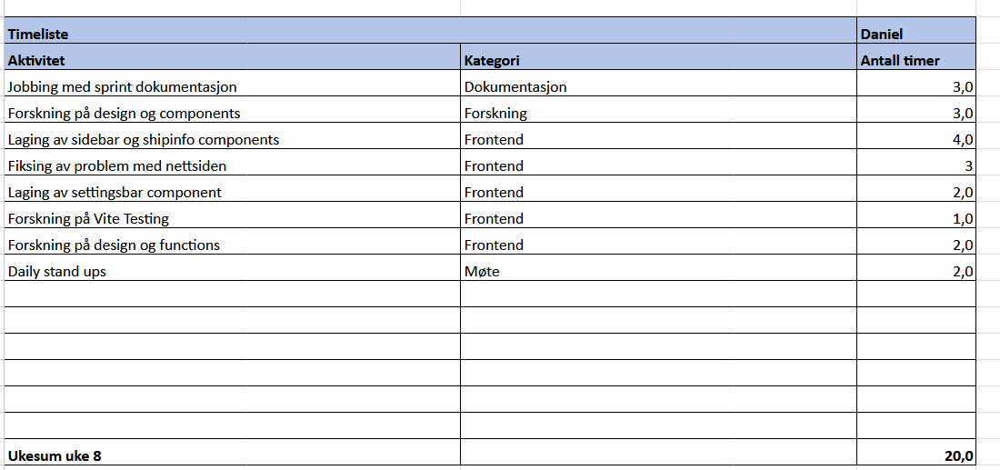 Timeliste Daniel
Aktivitet Kategori Antall timer
Jobbing med sprint dokumentasjon Dokumentasjon 3,0
Forskning på design og components Forskning 3,0
Laging av sidebar og shipinfo components Frontend 4,0
Fiksing av problem med nettsiden Frontend 3
Laging av settingsbar component Frontend 2,0
Forskning på Vite Testing Frontend 1,0
Forskning på design og functions Frontend 2,0
Daily stand ups Møte 2,0
Ukesum uke 8 20,0